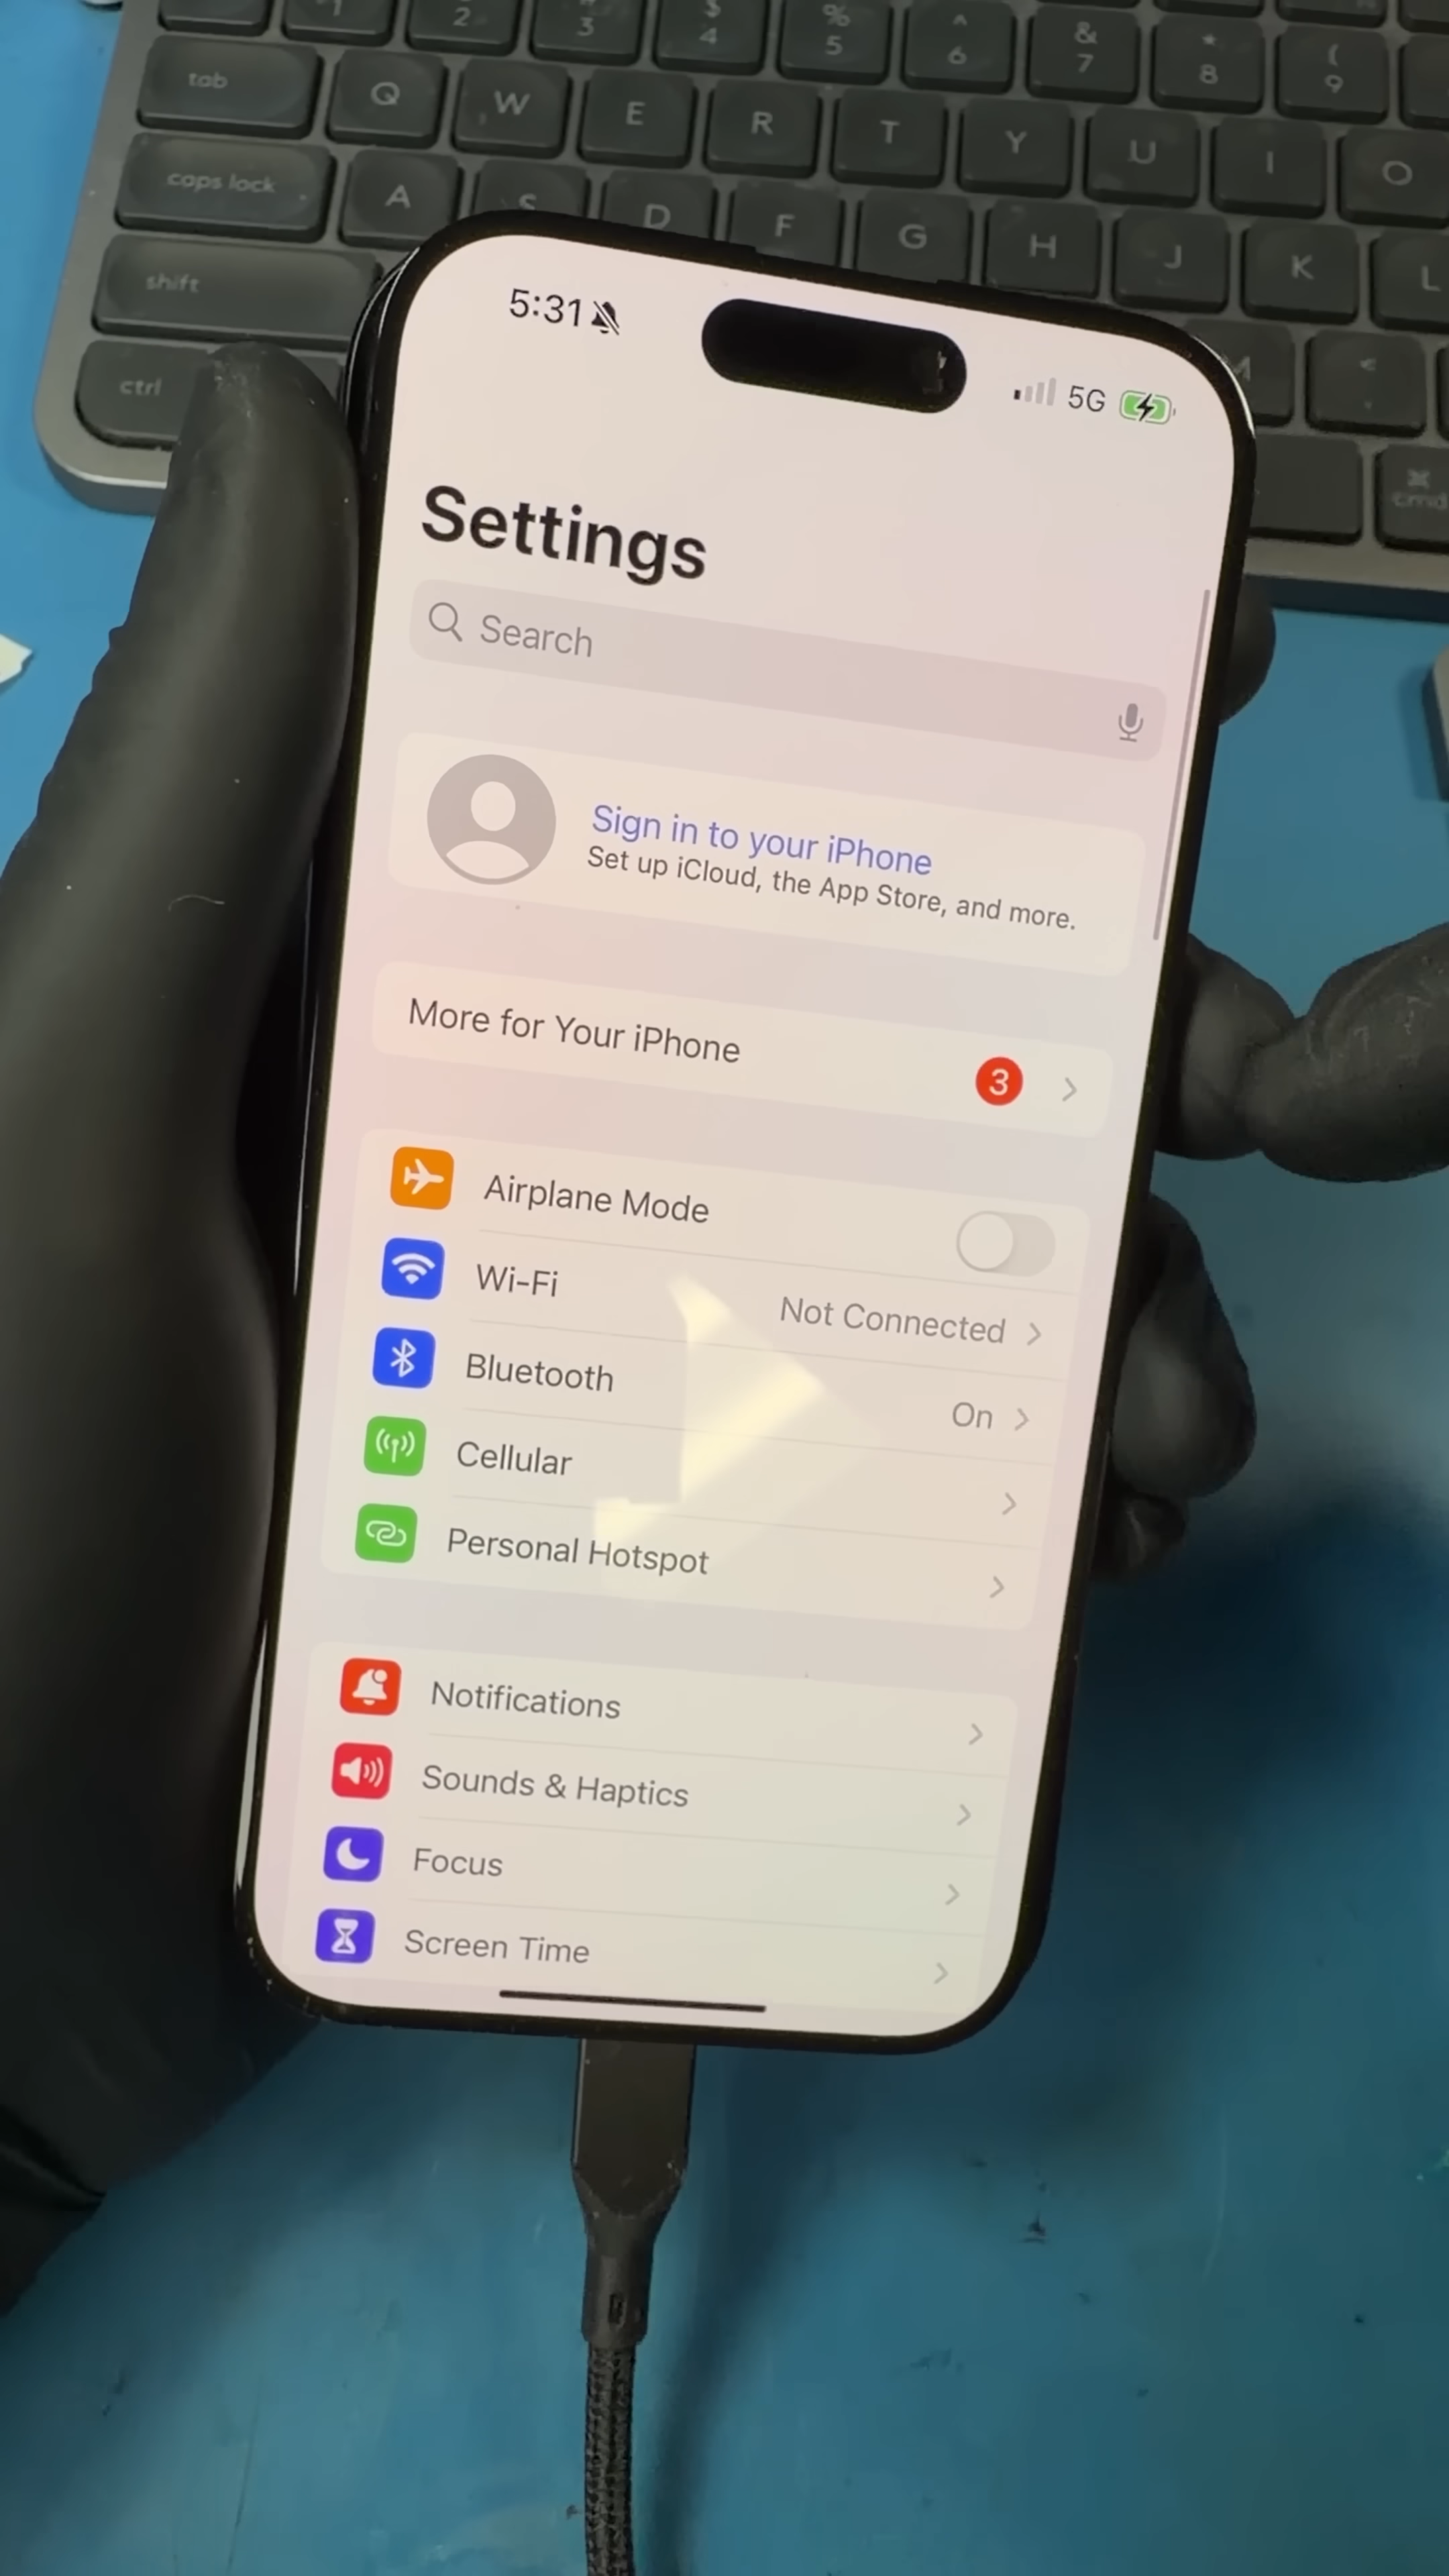 1 2 3 $ 4 % 5 ^ 6 & 7 * 8 ( 9
tab Q W E R T Y U I O
caps lock A S D F G H J K L
shift M <
ctrl cmd
5:31
5G
Settings
Search
Sign in to your iPhone
Set up iCloud, the App Store, and more.
More for Your iPhone
3
Airplane Mode
Wi-Fi
Not Connected
Bluetooth
On
Cellular
Personal Hotspot
Notifications
Sounds & Haptics
Focus
Screen Time